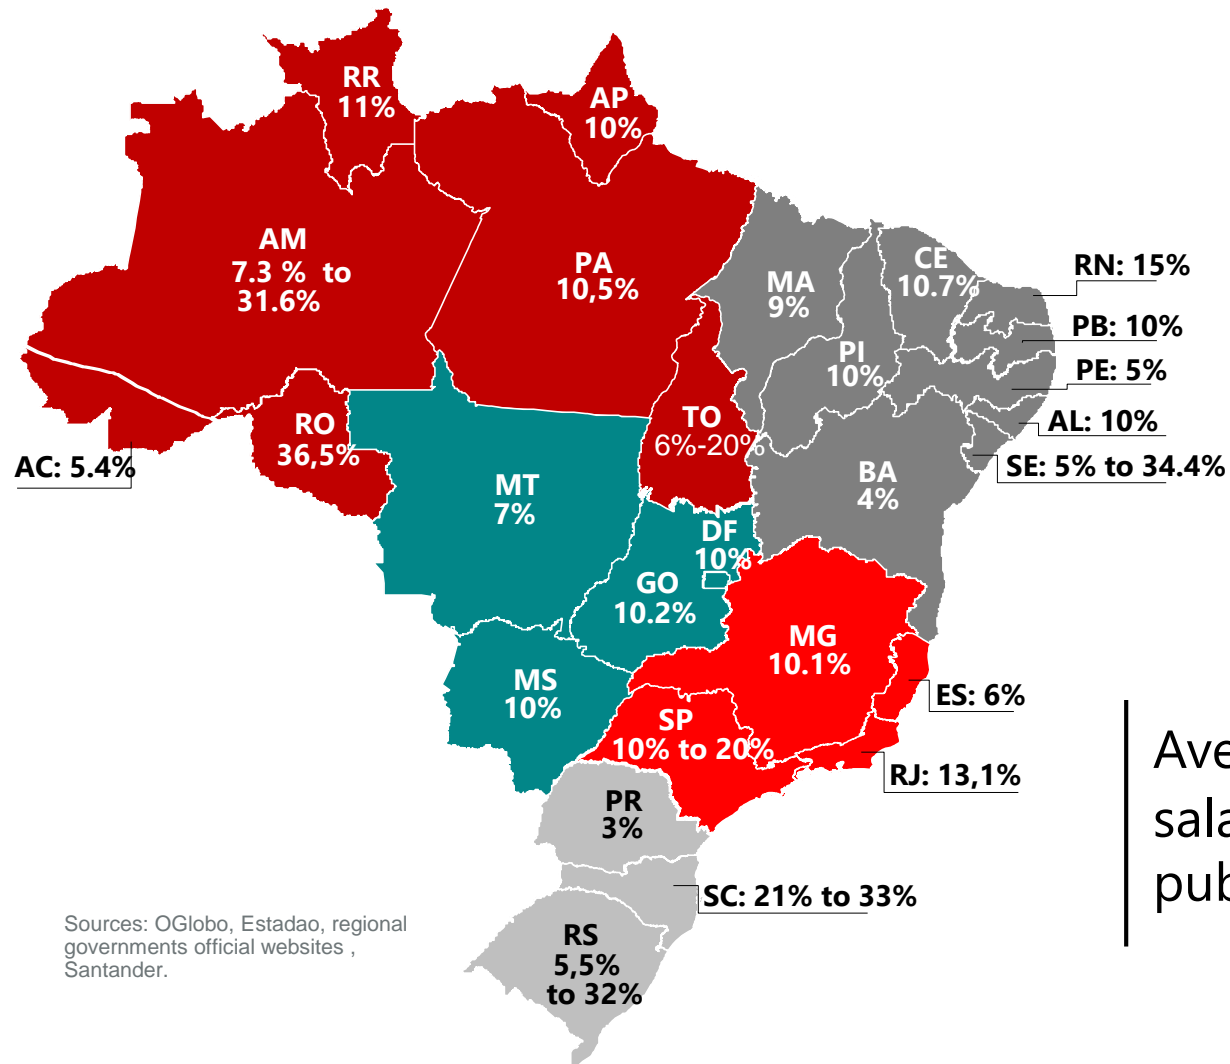 RR
11%
AP
10%
AM
7.3 % to
31.6%
PA
10,5%
MA
9%
CE
10.7%
RN: 15%
PB: 10%
PI
10%
PE: 5%
TO
6%-20%
AL: 10%
RO
36,5%
AC: 5.4%
SE: 5% to 34.4%
BA
4%
MT
7%
DF
10%
GO
10.2%
MG
10.1%
MS
10%
ES: 6%
SP
10% to 20%
RJ: 13,1%
PR
3%
SC: 21% to 33%
RS
5,5%
to 32%
Sources: OGlobo, Estadao, regional
governments official websites ,
Santander.
Ave
sala
pub